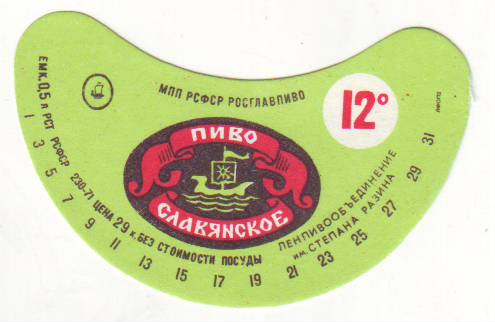 МПП РСФСР РОСГЛАВПИВО
12°
ПИВО
СЛАВЯНСКОЕ
ЕМК. 0,5 л РСТ РСФСР 230-71 ЦЕНА 29 к. БЕЗ СТОИМОСТИ ПОСУДЫ
ЛЕНПИВООБЪЕДИНЕНИЕ
им. СТЕПАНА РАЗИНА
1 3 5 7 9 11 13 15 17 19 21 23 25 27 29 31